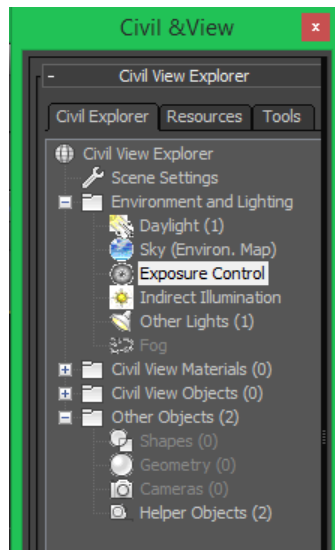 Civil &View
x
- Civil View Explorer
Civil Explorer Resources Tools
Civil View Explorer
Scene Settings
Environment and Lighting
Daylight (1)
Sky (Environ. Map)
Exposure Control
Indirect Illumination
Other Lights (1)
Fog
Civil View Materials (0)
Civil View Objects (0)
Other Objects (2)
Shapes (0)
Geometry (0)
Cameras (0)
Helper Objects (2)